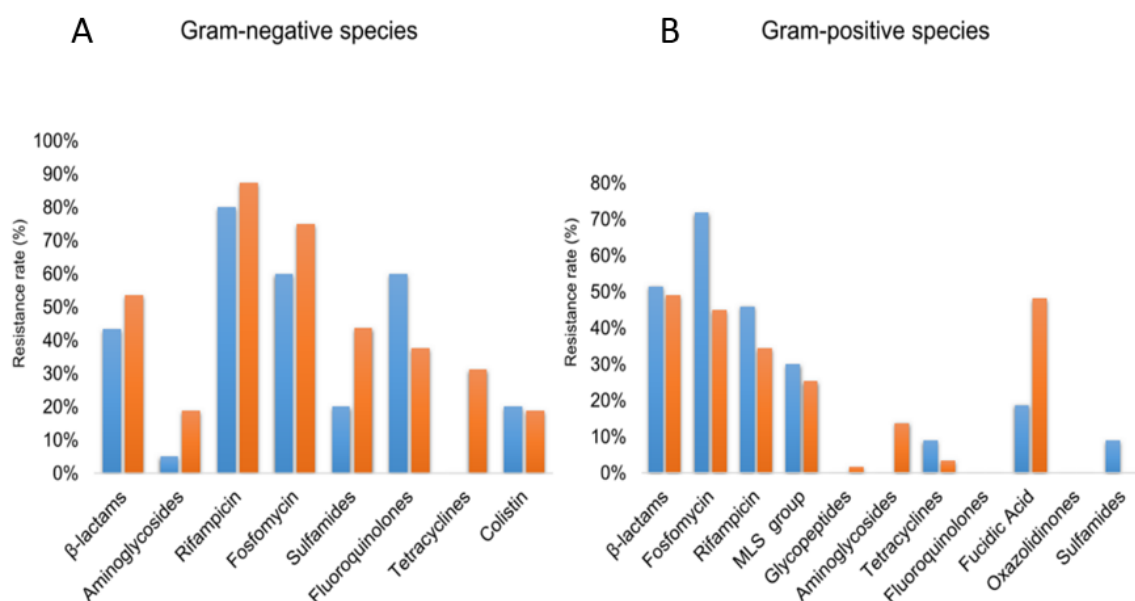 A Gram-negative species
Resistance rate (%)
100%
90%
80%
70%
60%
50%
40%
30%
20%
10%
0%
β-lactams
Aminoglycosides
Rifampicin
Fosfomycin
Sulfamides
Fluoroquinolones
Tetracyclines
Colistin
B Gram-positive species
Resistance rate (%)
80%
70%
60%
50%
40%
30%
20%
10%
0%
β-lactams
Fosfomycin
Rifampicin
MLS group
Glycopeptides
Aminoglycosides
Tetracyclines
Fluoroquinolones
Fucidic Acid
Oxazolidinones
Sulfamides